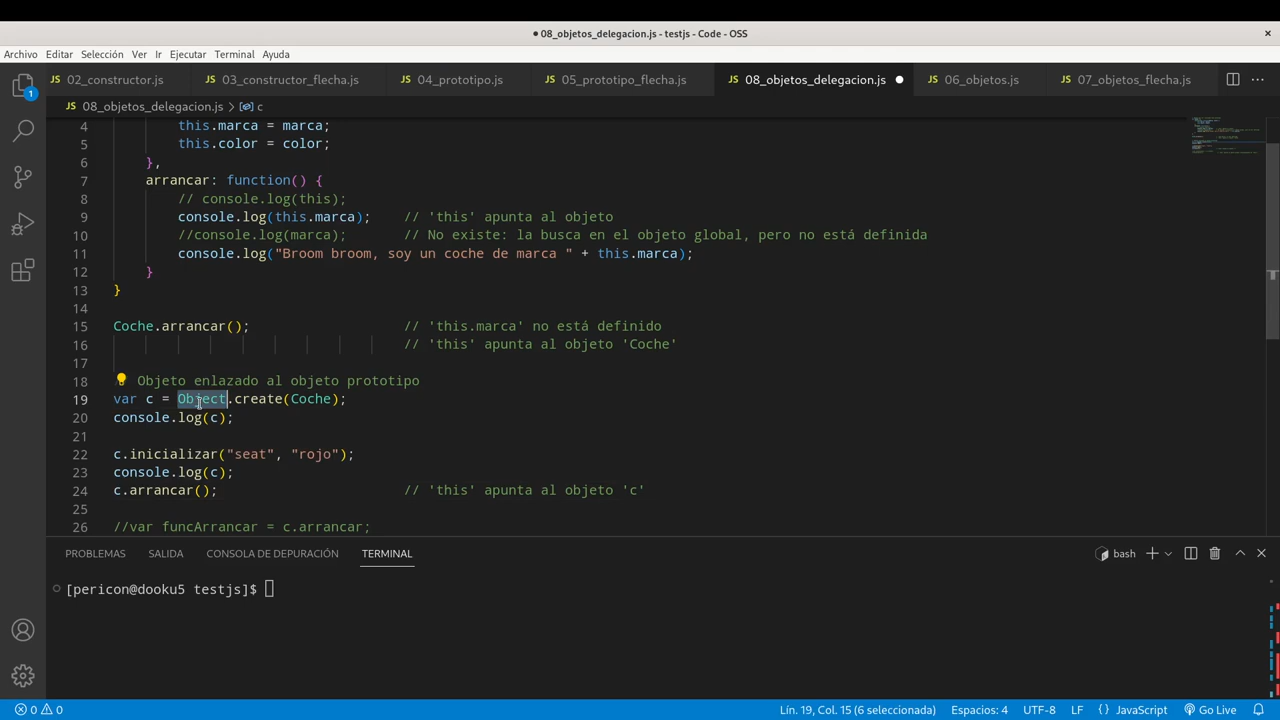 08_objetos_delegacion.js - testjs - Code - OSS
Archivo Editar Selección Ver Ir Ejecutar Terminal Ayuda
JS 02_constructor.js JS 03_constructor_flecha.js JS 04_prototipo.js JS 05_prototipo_flecha.js JS 08_objetos_delegacion.js JS 06_objetos.js JS 07_objetos_flecha.js
1
JS 08_objetos_delegacion.js > c
4 this.marca = marca;
5 this.color = color;
6 },
7 arrancar: function() {
8 // console.log(this);
9 console.log(this.marca); // 'this' apunta al objeto
10 //console.log(marca); // No existe: la busca en el objeto global, pero no está definida
11 console.log("Broom broom, soy un coche de marca " + this.marca);
12 }
13 }
14
15 Coche.arrancar(); // 'this.marca' no está definido
16 // 'this' apunta al objeto 'Coche'
17
18 Objeto enlazado al objeto prototipo
19 var c = Object.create(Coche);
20 console.log(c);
21
22 c.inicializar("seat", "rojo");
23 console.log(c);
24 c.arrancar(); // 'this' apunta al objeto 'c'
25
26 //var funcArrancar = c.arrancar;
PROBLEMAS SALIDA CONSOLA DE DEPURACIÓN TERMINAL bash
[pericon@dooku5 testjs]$
0 0 Lín. 19, Col. 15 (6 seleccionada) Espacios: 4 UTF-8 LF {} JavaScript Go Live